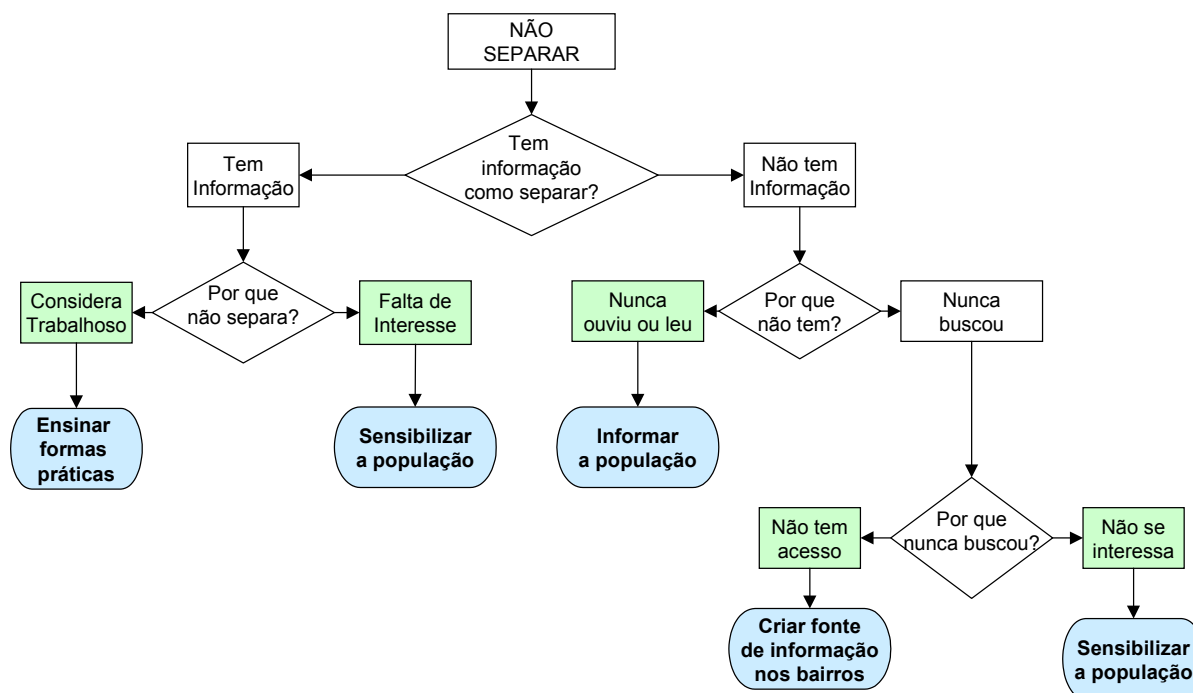 NÃO
SEPARAR
Tem
informação
como separar?
Tem
Informação
Não tem
Informação
Por que
não separa?
Considera
Trabalhoso
Falta de
Interesse
Nunca
ouviu ou leu
Por que
não tem?
Nunca
buscou
Ensinar
formas
práticas
Sensibilizar
a população
Informar
a população
Não tem
acesso
Por que
nunca buscou?
Não se
interessa
Criar fonte
de informação
nos bairros
Sensibilizar
a população